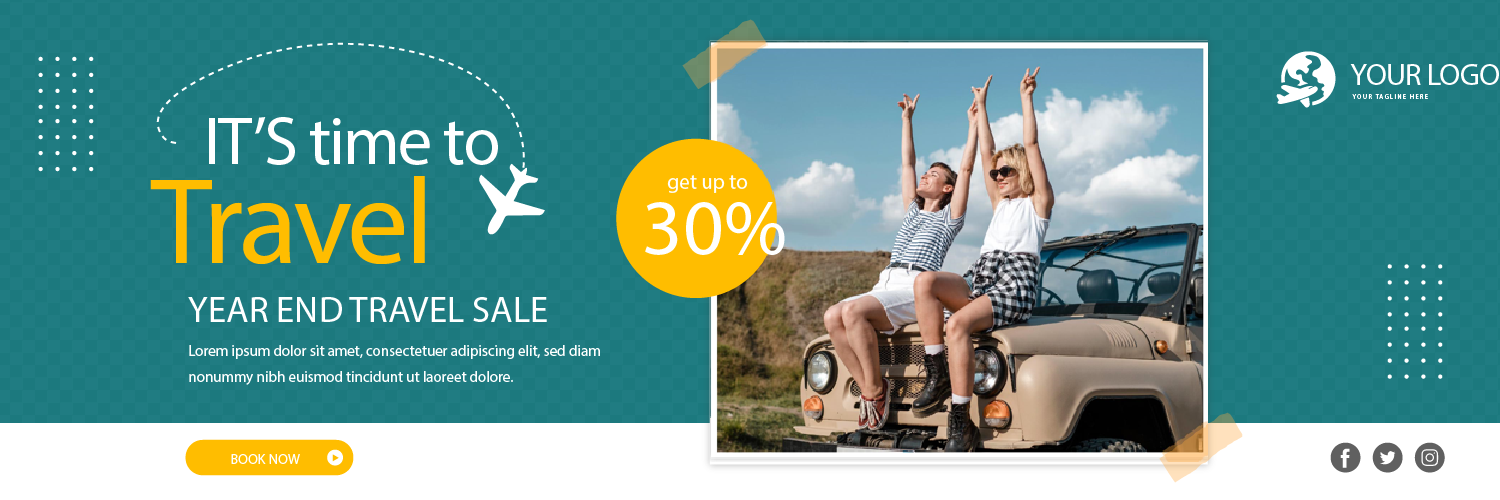 IT'S time to
Travel
YEAR END TRAVEL SALE
Lorem ipsum dolor sit amet, consectetuer adipiscing elit, sed diam
nonummy nibh euismod tincidunt ut laoreet dolore.
BOOK NOW
get up to
30%
YOUR LOGO
YOUR TAGLINE HERE